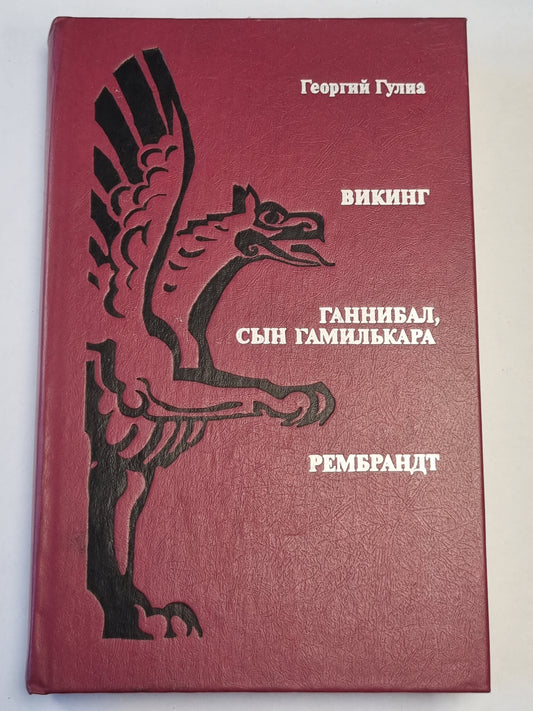 Георгий Гулиа
ВИКИНГ
ГАННИБАЛ,
СЫН ГАМИЛЬКАРА
РЕМБРАНДТ